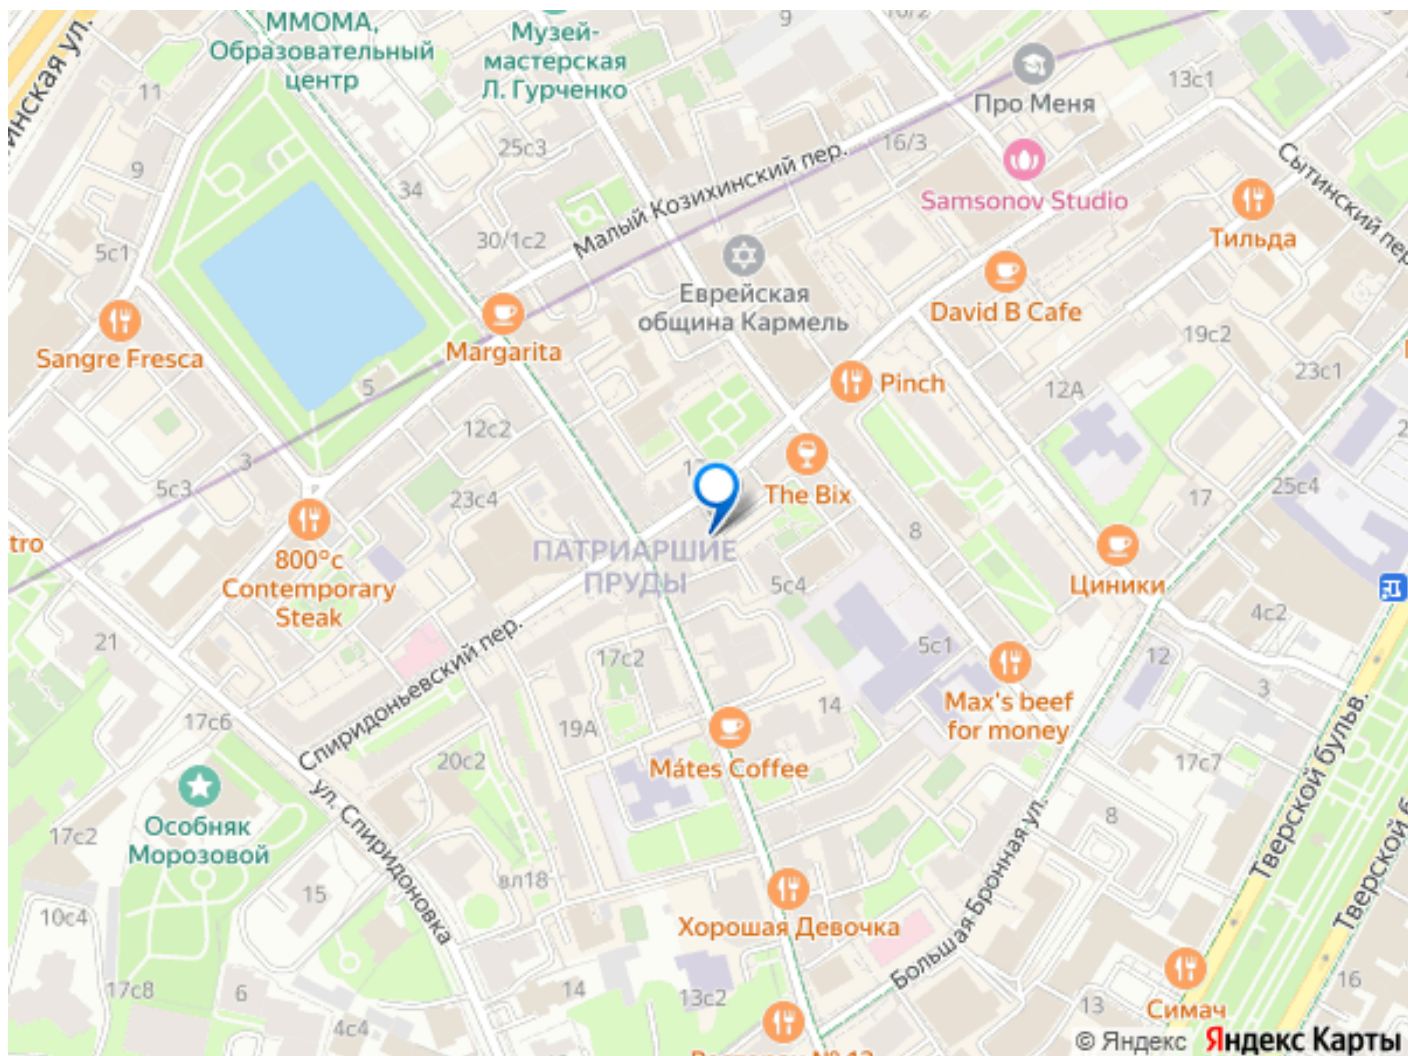 ММОМА,
Образовательный
центр
Музей-
мастерская
Л. Гурченко
9
Про Меня
13с1
11
25с3
16/3
Сытинский пер.
9
34
Малый Козихинский пер.
Samsonov Studio
Тильда
5с1
30/1с2
Еврейская
община Кармель
David B Cafe
Sangre Fresca
Margarita
19с2
5
Pinch
12А
23с1
12с2
3
5с3
23с4
The Bix
17
25с4
800°c
Contemporary
Steak
ПАТРИАРШИЕ
ПРУДЫ
8
Циники
5с4
4с2
21
Спиридоньевский пер.
17с2
5с1
12
3
Max's beef
for money
14
17с6
19А
20с2
Mátes Coffee
17с7
Тверской бульв.
Особняк
Морозовой
ул. Спиридоновка
17с2
8
вл18
15
10с4
Хорошая Девочка
Большая Бронная ул.
17с8
6
4с4
14
13с2
13
16
Симач
© Яндекс
Яндекс Карты